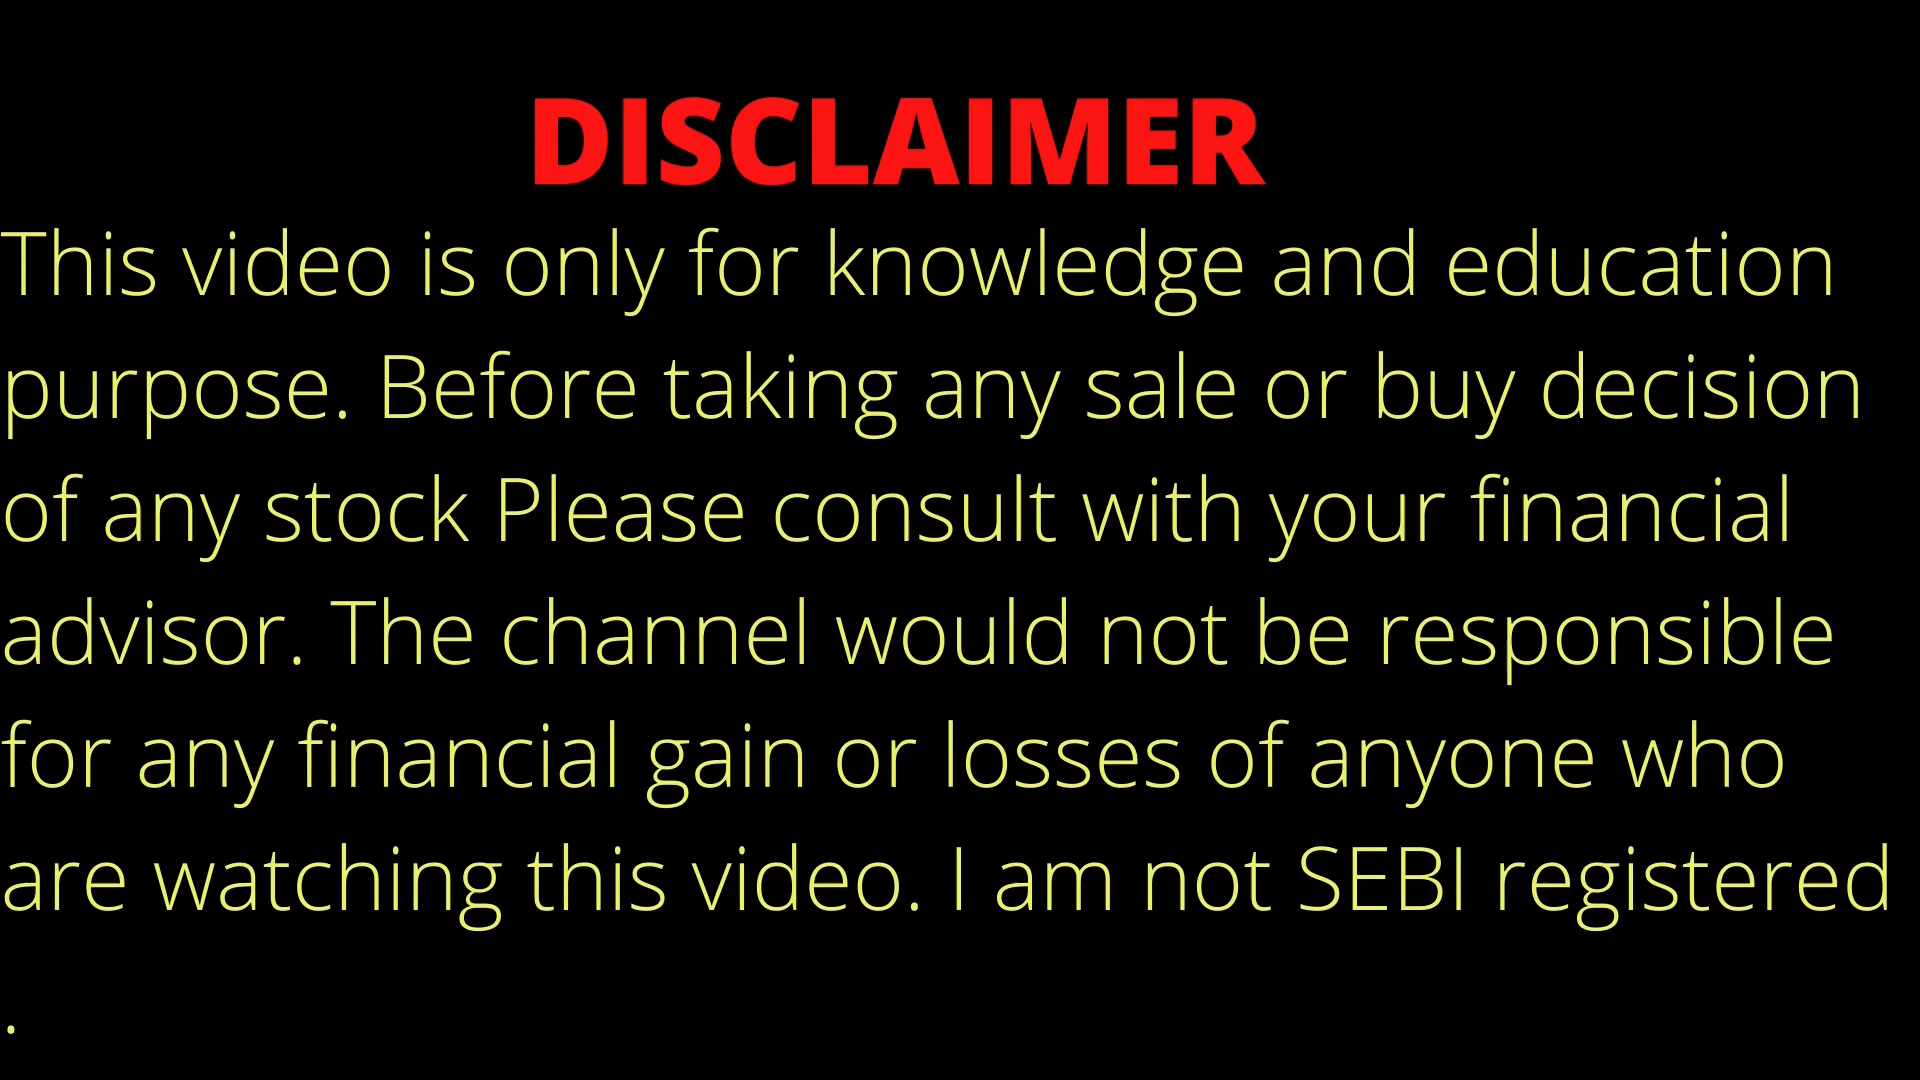 DISCLAIMER
This video is only for knowledge and education
purpose. Before taking any sale or buy decision
of any stock Please consult with your financial
advisor. The channel would not be responsible
for any financial gain or losses of anyone who
are watching this video. I am not SEBI registered
.